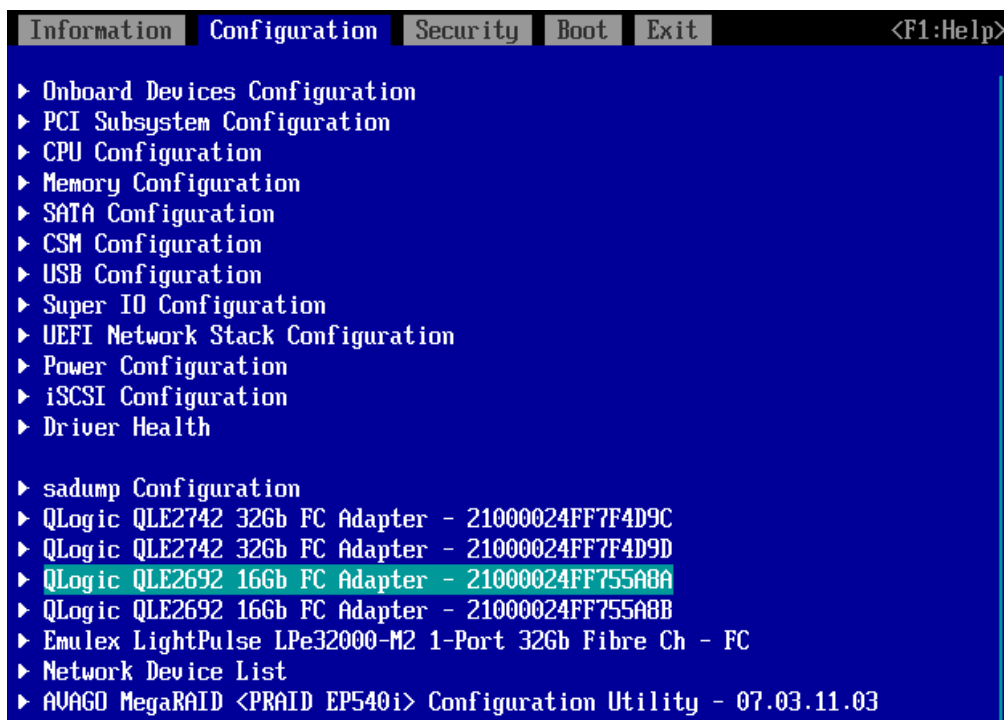 Information Configuration Security Boot Exit <F1:Help>
▶ Onboard Devices Configuration
▶ PCI Subsystem Configuration
▶ CPU Configuration
▶ Memory Configuration
▶ SATA Configuration
▶ CSM Configuration
▶ USB Configuration
▶ Super IO Configuration
▶ UEFI Network Stack Configuration
▶ Power Configuration
▶ iSCSI Configuration
▶ Driver Health
▶ sadump Configuration
▶ QLogic QLE2742 32Gb FC Adapter - 21000024FF7F4D9C
▶ QLogic QLE2742 32Gb FC Adapter - 21000024FF7F4D9D
▶ QLogic QLE2692 16Gb FC Adapter - 21000024FF755A8A
▶ QLogic QLE2692 16Gb FC Adapter - 21000024FF755A8B
▶ Emulex LightPulse LPe32000-M2 1-Port 32Gb Fibre Ch - FC
▶ Network Device List
▶ AVAGO MegaRAID <PRAID EP540i> Configuration Utility - 07.03.11.03